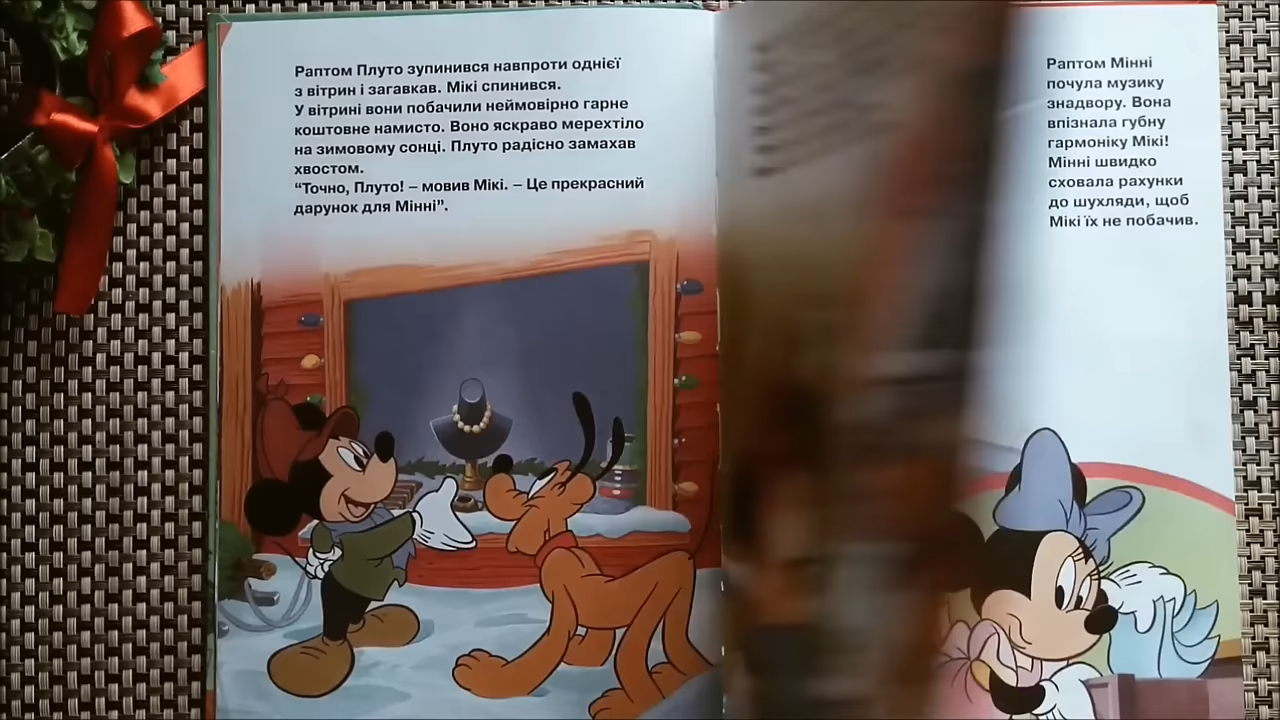 Раптом Плуто зупинився навпроти однієї
з вітрин і загавкав. Мікі спинився.
У вітрині вони побачили неймовірно гарне
коштовне намисто. Воно яскраво мерехтіло
на зимовому сонці. Плуто радісно замахав
хвостом.
“Точно, Плуто! – мовив Мікі. – Це прекрасний
дарунок для Мінні”.
Раптом Мінні
почула музику
знадвору. Вона
впізнала губну
гармоніку Мікі!
Мінні швидко
сховала рахунки
до шухляди, щоб
Мікі їх не побачив.